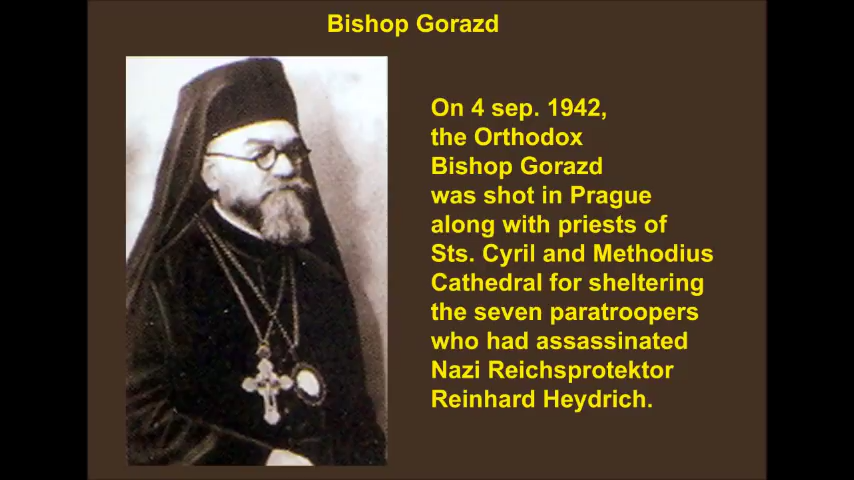 Bishop Gorazd
On 4 sep. 1942,
the Orthodox
Bishop Gorazd
was shot in Prague
along with priests of
Sts. Cyril and Methodius
Cathedral for sheltering
the seven paratroopers
who had assassinated
Nazi Reichsprotektor
Reinhard Heydrich.